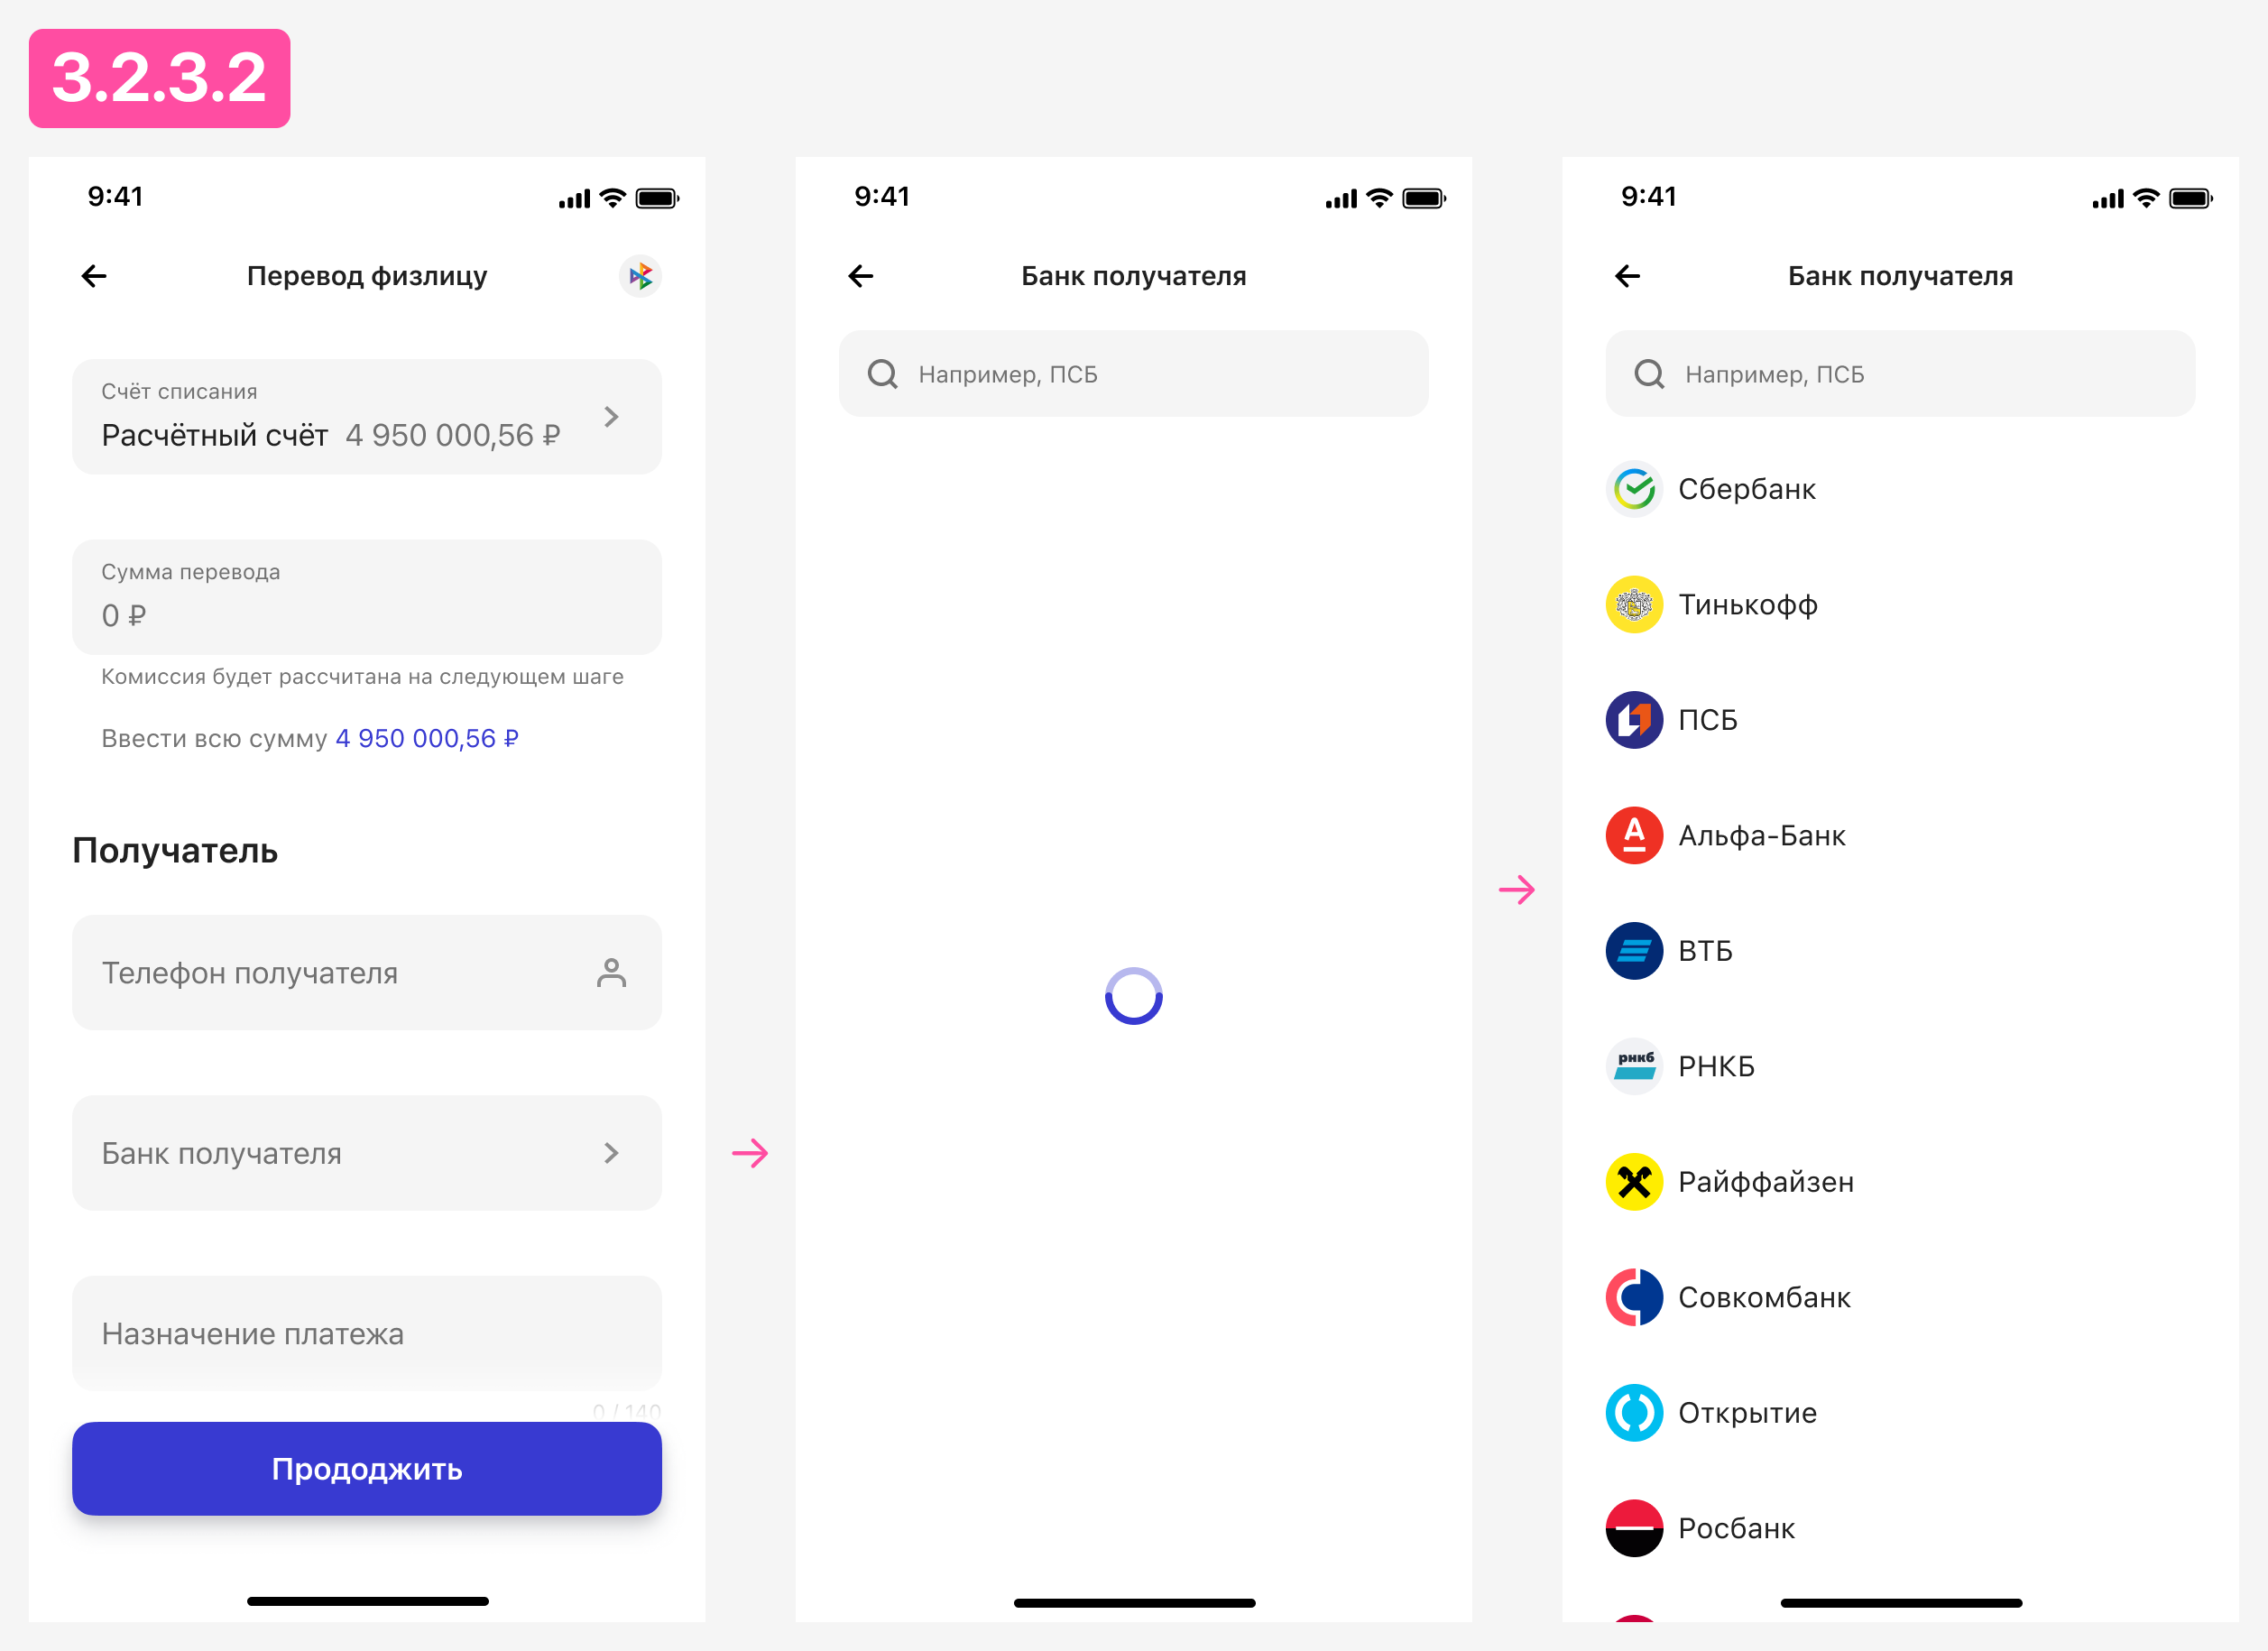 3.2.3.2
9:41
Перевод физлицу
Счёт списания
Расчётный счёт 4 950 000,56 ₽
Сумма перевода
0 ₽
Комиссия будет рассчитана на следующем шаге
Ввести всю сумму 4 950 000,56 ₽
Получатель
Телефон получателя
Банк получателя
Назначение платежа
0 / 140
Прододжить
9:41
Банк получателя
Например, ПСБ
9:41
Банк получателя
Например, ПСБ
Сбербанк
Тинькофф
ПСБ
Альфа-Банк
ВТБ
рнкб
РНКБ
Райффайзен
Совкомбанк
Открытие
Росбанк